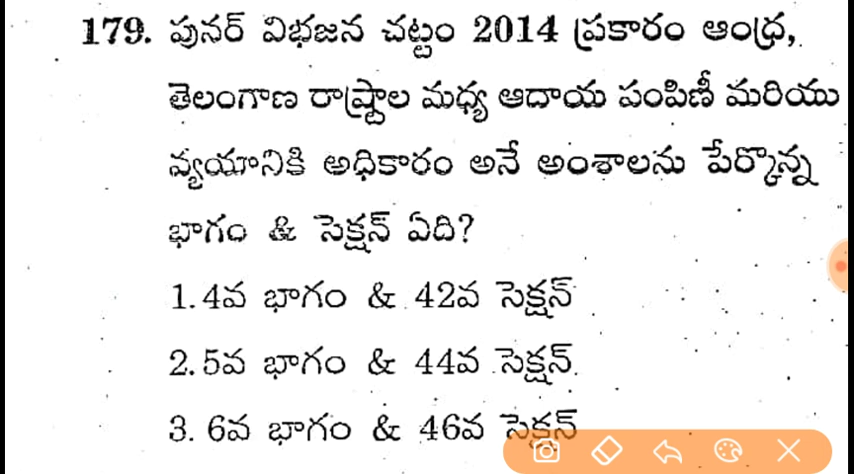 179. పునర్ విభజన చట్టం 2014 ప్రకారం ఆంధ్ర,
తెలంగాణ రాష్ట్రాల మధ్య ఆదాయ పంపిణీ మరియు
వ్యయానికి అధికారం అనే అంశాలను పేర్కొన్న
భాగం & సెక్షన్ ఏది?
1. 4వ భాగం & 42వ సెక్షన్
2. 5వ భాగం & 44వ సెక్షన్.
3. 6వ భాగం & 46వ సెక్షన్